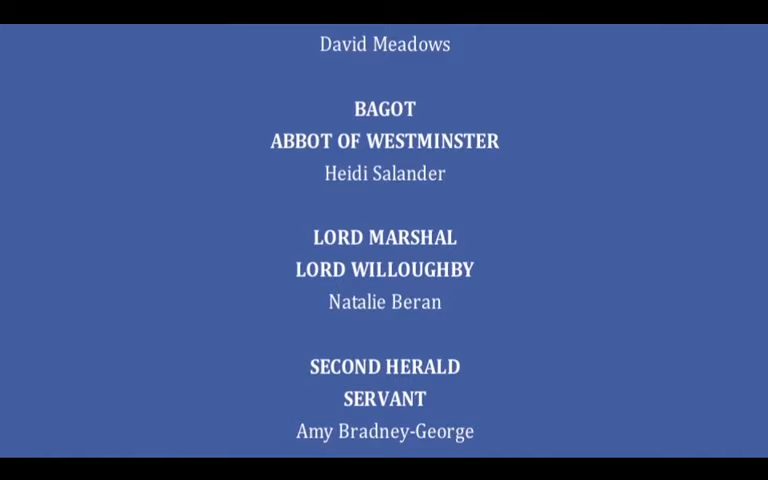 David Meadows
BAGOT
ABBOT OF WESTMINSTER
Heidi Salander
LORD MARSHAL
LORD WILLOUGHBY
Natalie Beran
SECOND HERALD
SERVANT
Amy Bradney-George